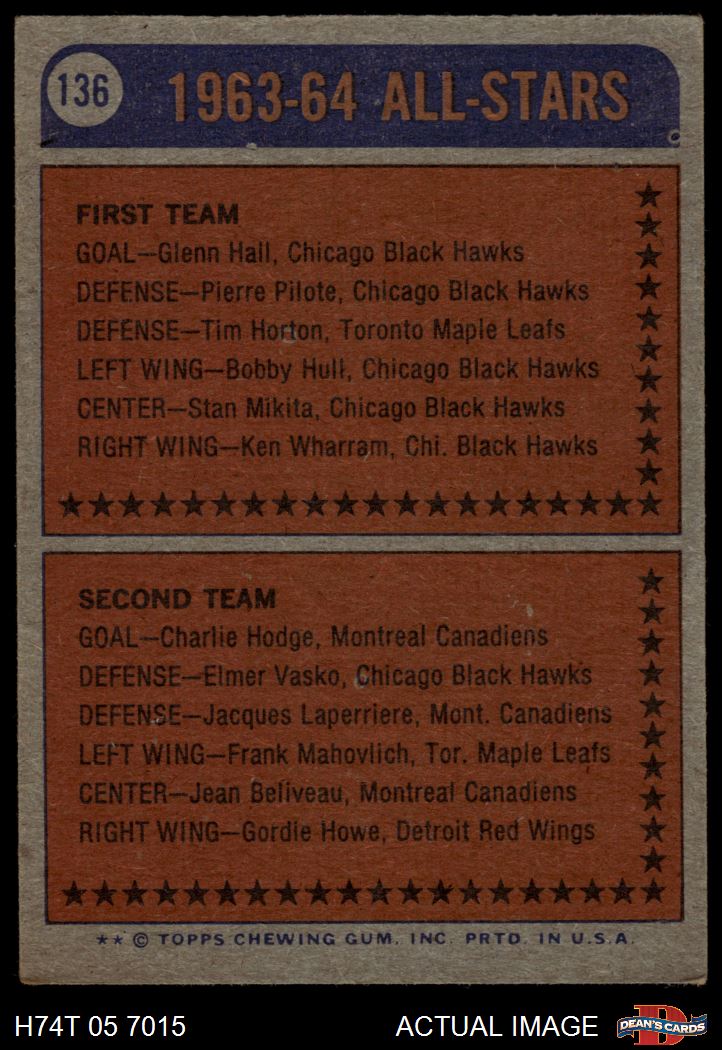 136
1963-64 ALL-STARS
FIRST TEAM
GOAL—Glenn Hall, Chicago Black Hawks
DEFENSE—Pierre Pilote, Chicago Black Hawks
DEFENSE—Tim Horton, Toronto Maple Leafs
LEFT WING—Bobby Hull, Chicago Black Hawks
CENTER—Stan Mikita, Chicago Black Hawks
RIGHT WING—Ken Wharram, Chi. Black Hawks
SECOND TEAM
GOAL—Charlie Hodge, Montreal Canadiens
DEFENSE—Elmer Vasko, Chicago Black Hawks
DEFENSE—Jacques Laperriere, Mont. Canadiens
LEFT WING—Frank Mahovlich, Tor. Maple Leafs
CENTER—Jean Beliveau, Montreal Canadiens
RIGHT WING—Gordie Howe, Detroit Red Wings
** © TOPPS CHEWING GUM, INC. PRTD. IN U.S.A.
H74T 05 7015
ACTUAL IMAGE
D
DEAN'S CARDS